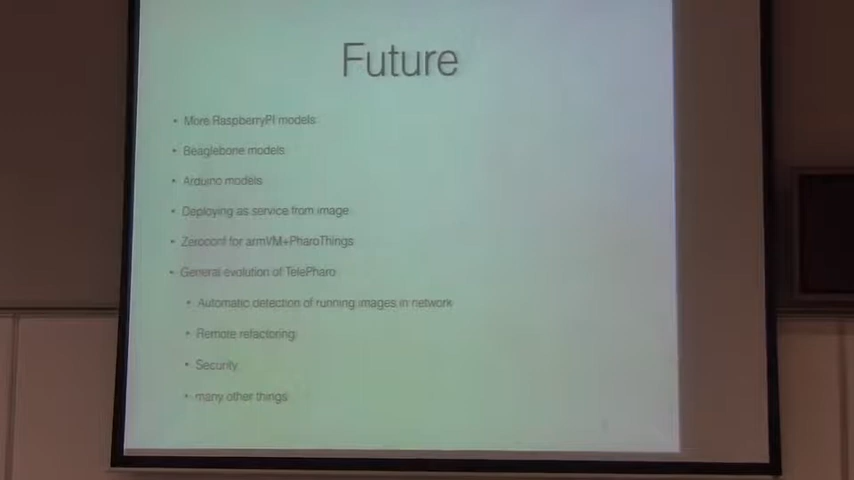 Future
• More RaspberryPI models
• Beaglebone models
• Arduino models
• Deploying as service from image
• Zeroconf for armVM+PharoThings
• General evolution of TelePharo
• Automatic detection of running images in network
• Remote refactoring
• Security
• many other things